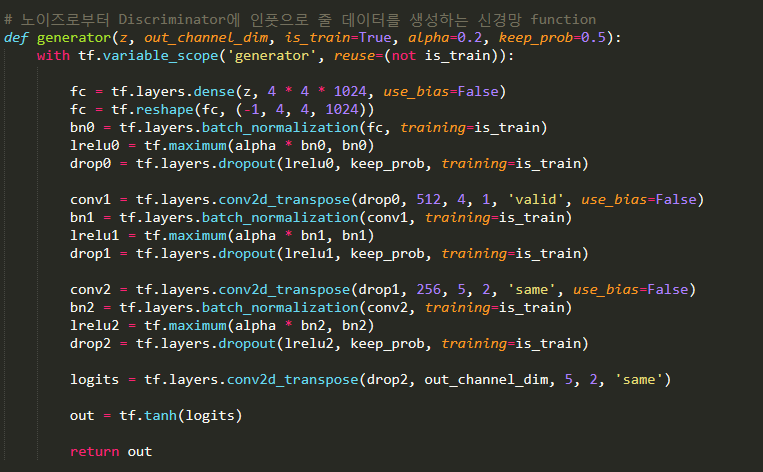 # 노이즈로부터 Discriminator에 인풋으로 줄 데이터를 생성하는 신경망 function
def generator(z, out_channel_dim, is_train=True, alpha=0.2, keep_prob=0.5):
    with tf.variable_scope('generator', reuse=(not is_train)):
        fc = tf.layers.dense(z, 4 * 4 * 1024, use_bias=False)
        fc = tf.reshape(fc, (-1, 4, 4, 1024))
        bn0 = tf.layers.batch_normalization(fc, training=is_train)
        lrelu0 = tf.maximum(alpha * bn0, bn0)
        drop0 = tf.layers.dropout(lrelu0, keep_prob, training=is_train)
        conv1 = tf.layers.conv2d_transpose(drop0, 512, 4, 1, 'valid', use_bias=False)
        bn1 = tf.layers.batch_normalization(conv1, training=is_train)
        lrelu1 = tf.maximum(alpha * bn1, bn1)
        drop1 = tf.layers.dropout(lrelu1, keep_prob, training=is_train)
        conv2 = tf.layers.conv2d_transpose(drop1, 256, 5, 2, 'same', use_bias=False)
        bn2 = tf.layers.batch_normalization(conv2, training=is_train)
        lrelu2 = tf.maximum(alpha * bn2, bn2)
        drop2 = tf.layers.dropout(lrelu2, keep_prob, training=is_train)
        logits = tf.layers.conv2d_transpose(drop2, out_channel_dim, 5, 2, 'same')
        out = tf.tanh(logits)
        return out